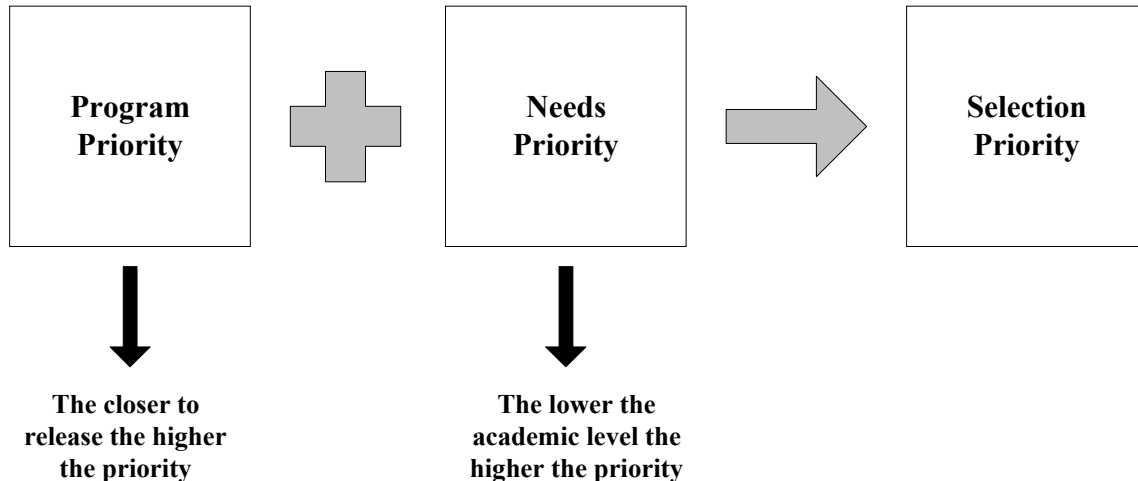 Program
Priority
Needs
Priority
Selection
Priority
The closer to
release the higher
the priority
The lower the
academic level the
higher the priority